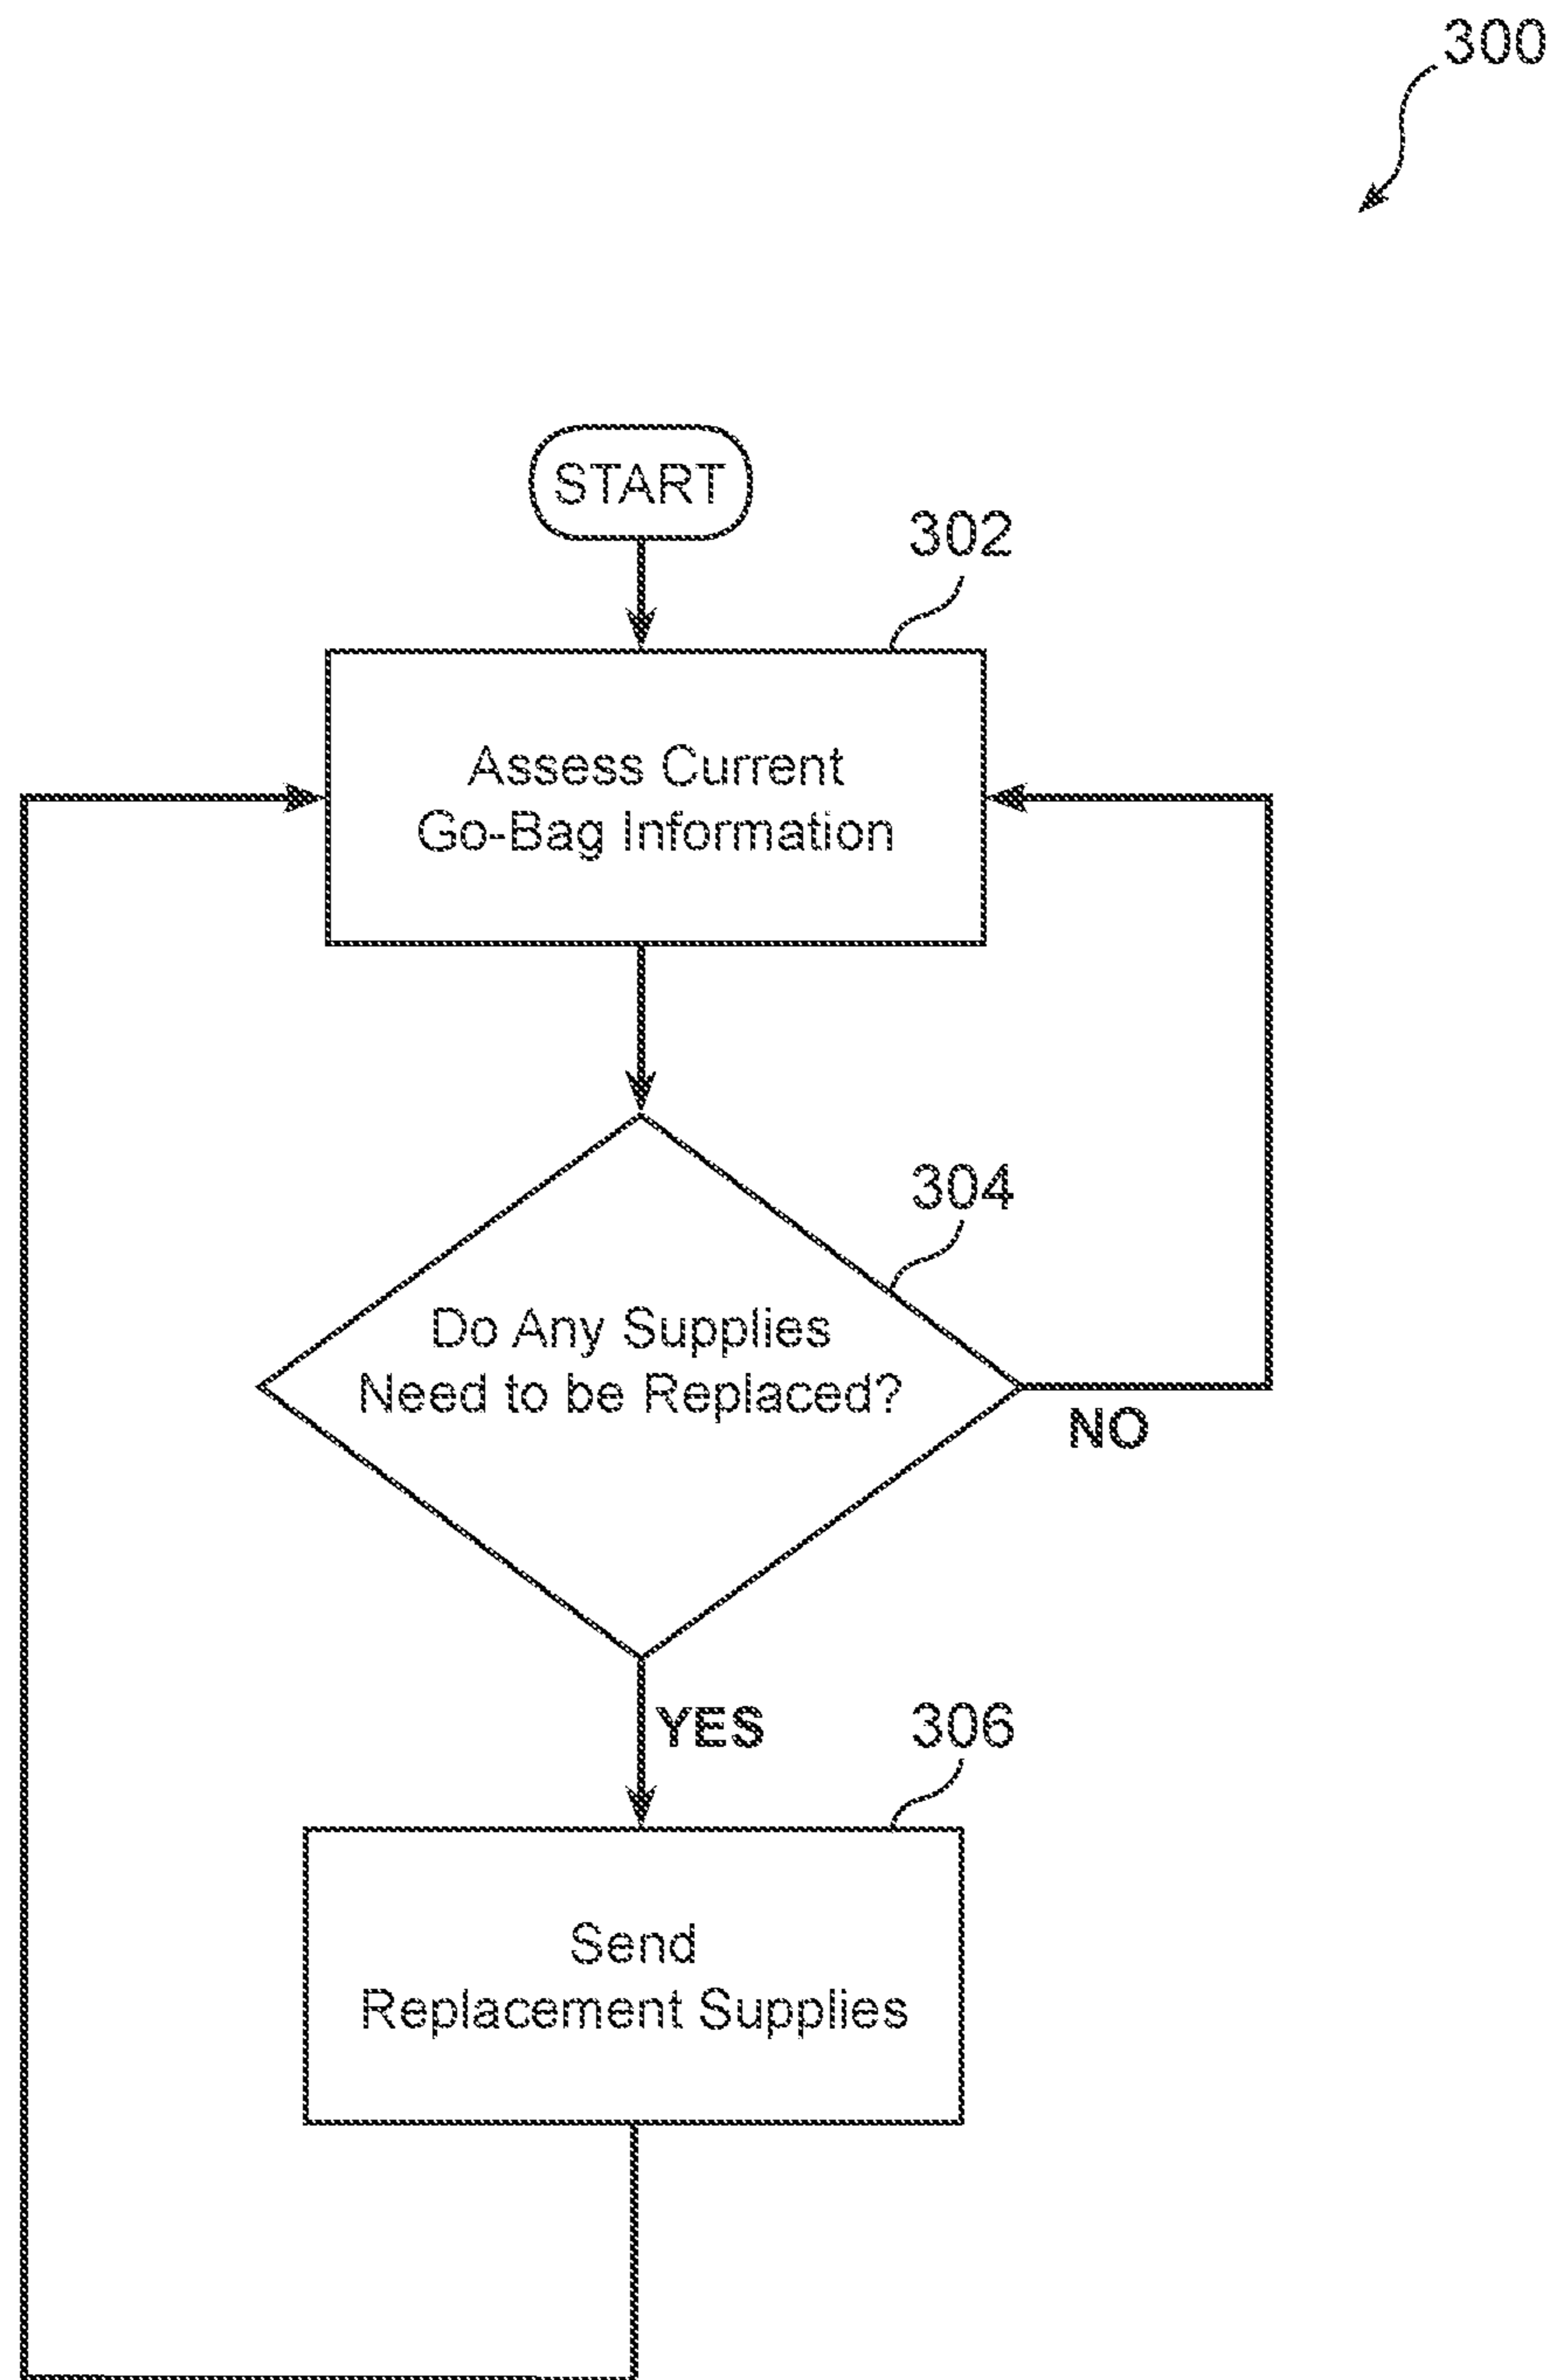 300
START
302
Assess Current
Go-Bag Information
304
Do Any Supplies
Need to be Replaced?
NO
YES
306
Send
Replacement Supplies